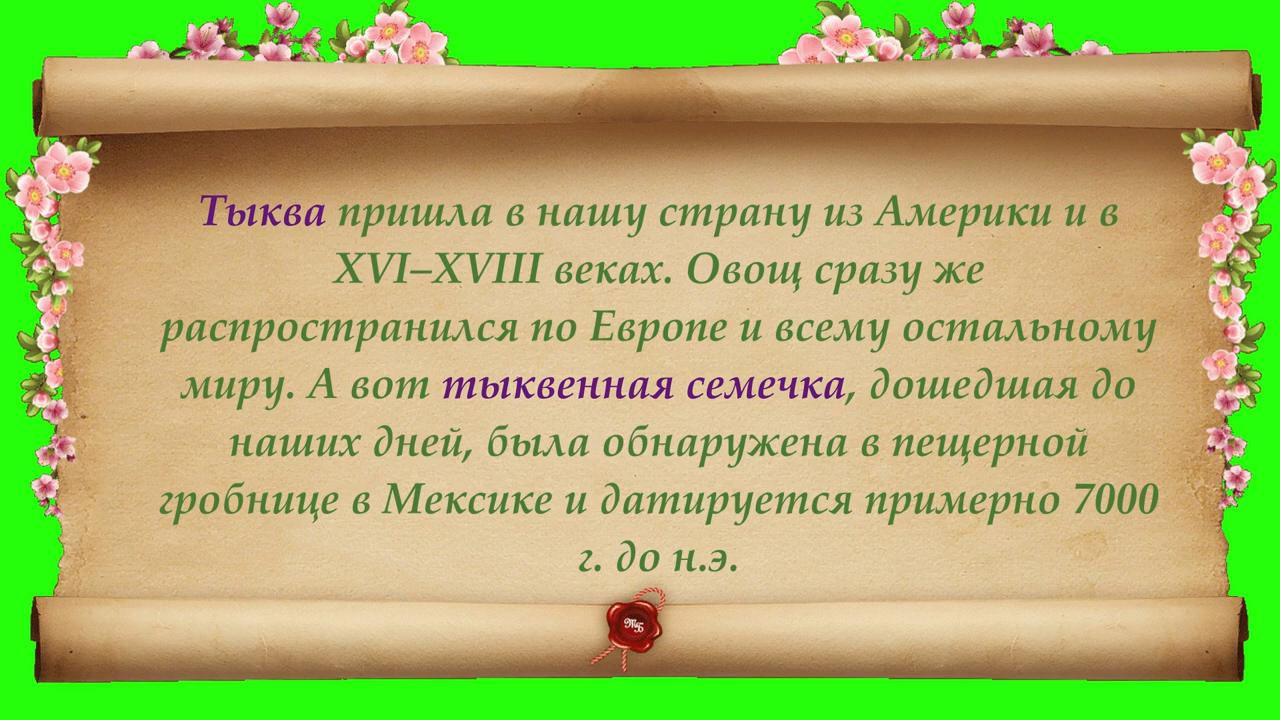 Тыква пришла в нашу страну из Америки и в
XVI–XVIII веках. Овощ сразу же
распространился по Европе и всему остальному
миру. А вот тыквенная семечка, дошедшая до
наших дней, была обнаружена в пещерной
гробнице в Мексике и датируется примерно 7000
г. до н.э.